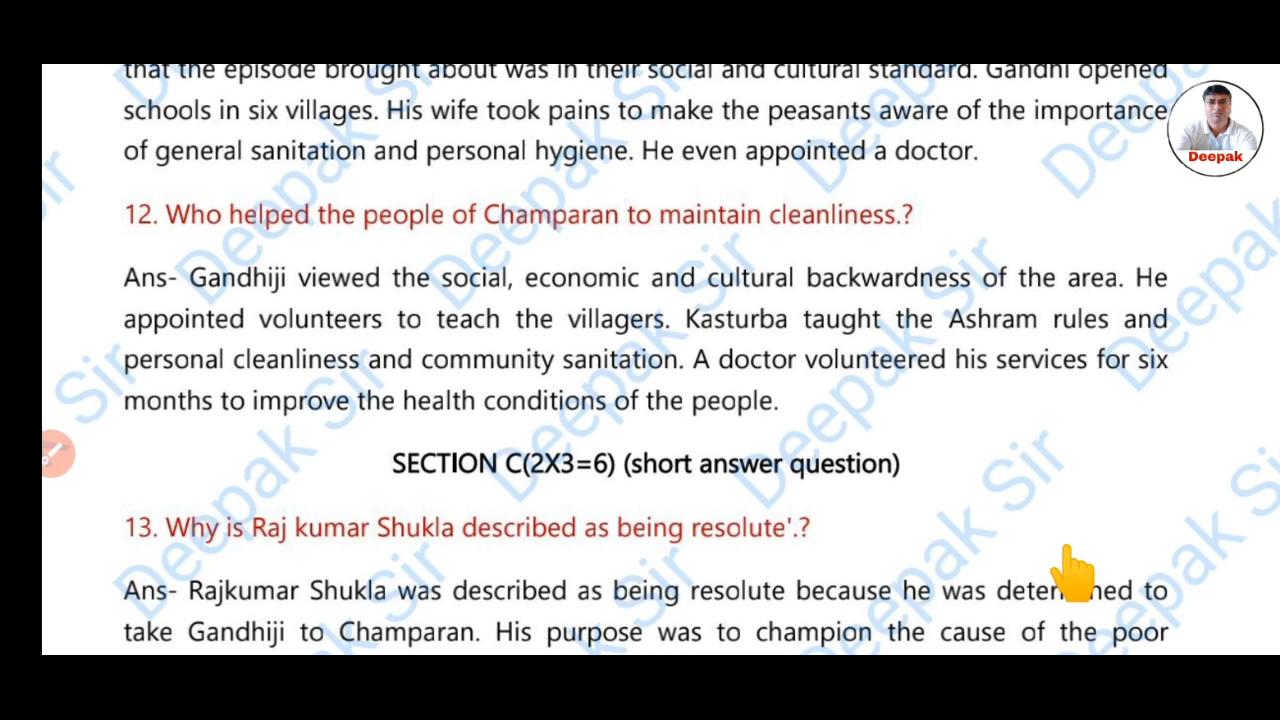 that the episode brought about was in their social and cultural standard. Gandhi opened
schools in six villages. His wife took pains to make the peasants aware of the importance
of general sanitation and personal hygiene. He even appointed a doctor.
Deepak
12. Who helped the people of Champaran to maintain cleanliness.?
Ans- Gandhiji viewed the social, economic and cultural backwardness of the area. He
appointed volunteers to teach the villagers. Kasturba taught the Ashram rules and
personal cleanliness and community sanitation. A doctor volunteered his services for six
months to improve the health conditions of the people.
SECTION C(2X3=6) (short answer question)
13. Why is Raj kumar Shukla described as being resolute'.?
Ans- Rajkumar Shukla was described as being resolute because he was to
take Gandhiji to Champaran. His purpose was to champion the cause of the poor
Deepak Sir